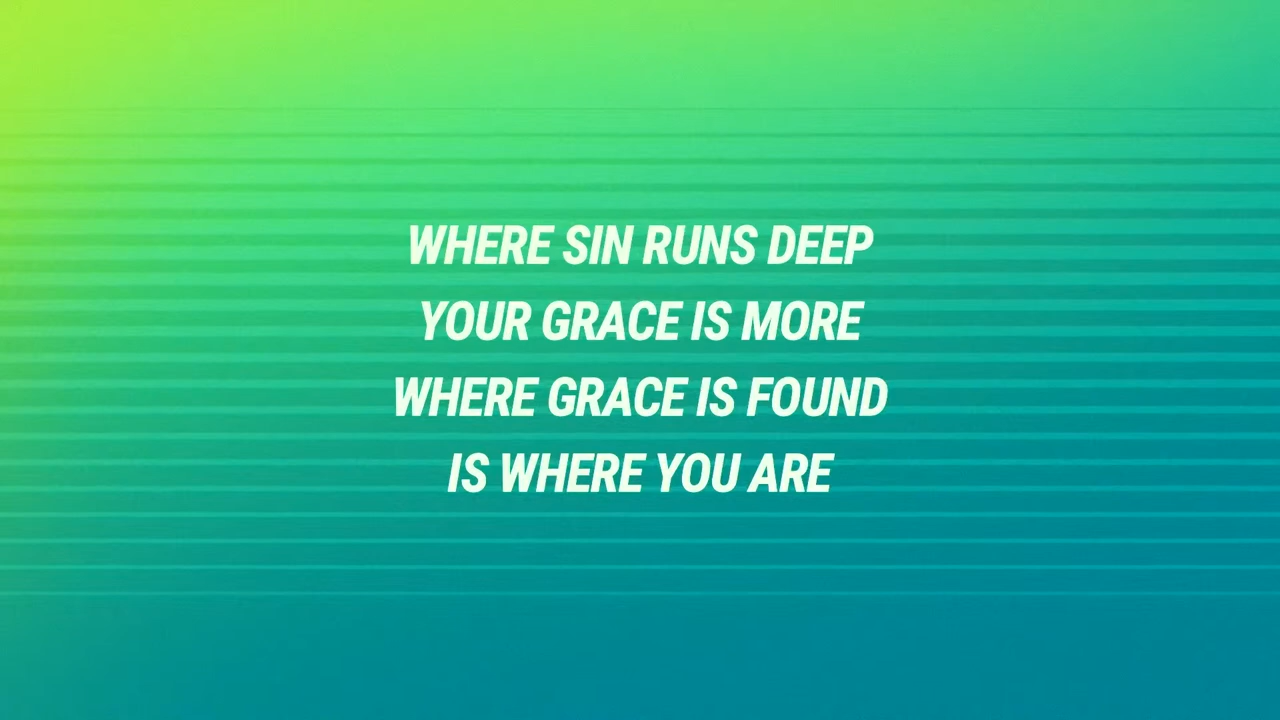 WHERE SIN RUNS DEEP
YOUR GRACE IS MORE
WHERE GRACE IS FOUND
IS WHERE YOU ARE